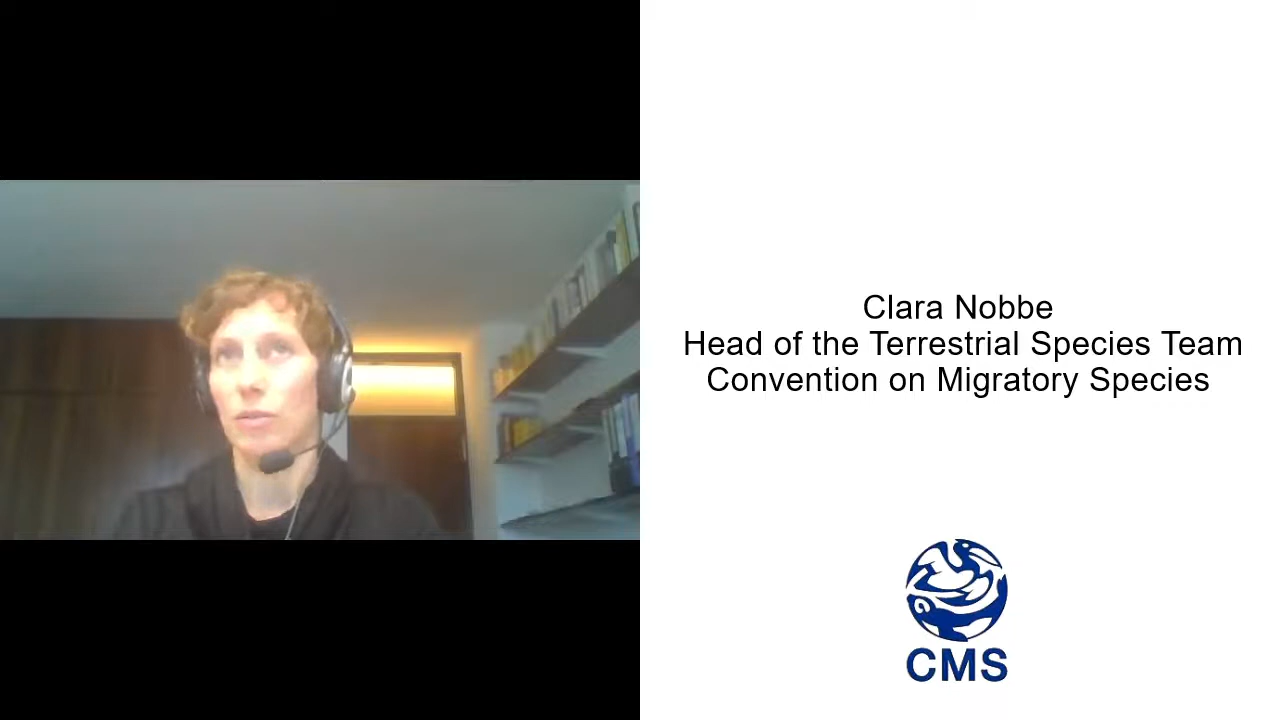 Clara Nobbe
Head of the Terrestrial Species Team
Convention on Migratory Species
CMS